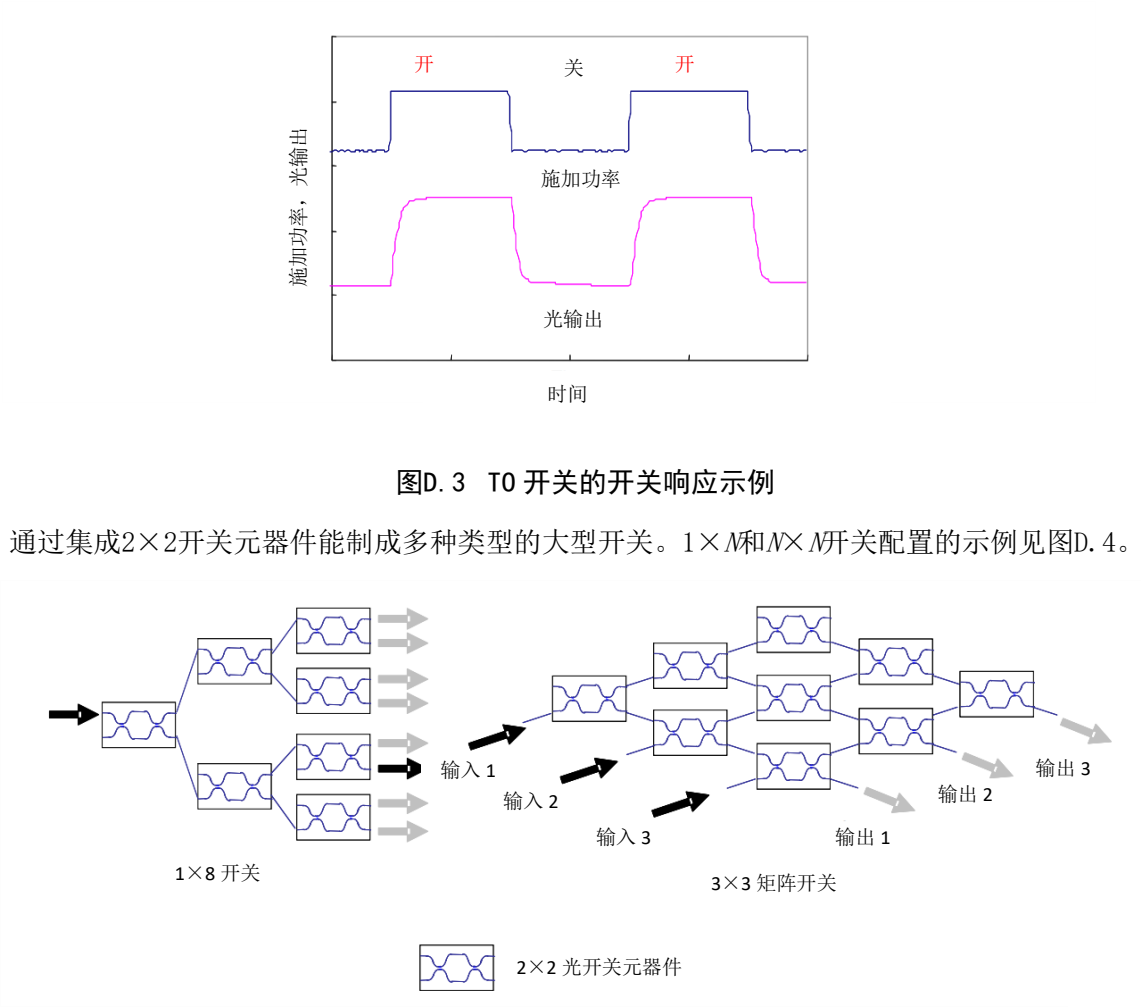 开
关
开
施加功率
施加功率，光输出
光输出
时间
图D.3 TO 开关的开关响应示例
通过集成2×2开关元器件能制成多种类型的大型开关。1×N和N×N开关配置的示例见图D.4。
输入 1
输入 2
输入 3
输出 1
输出 2
输出 3
1×8 开关
3×3 矩阵开关
2×2 光开关元器件